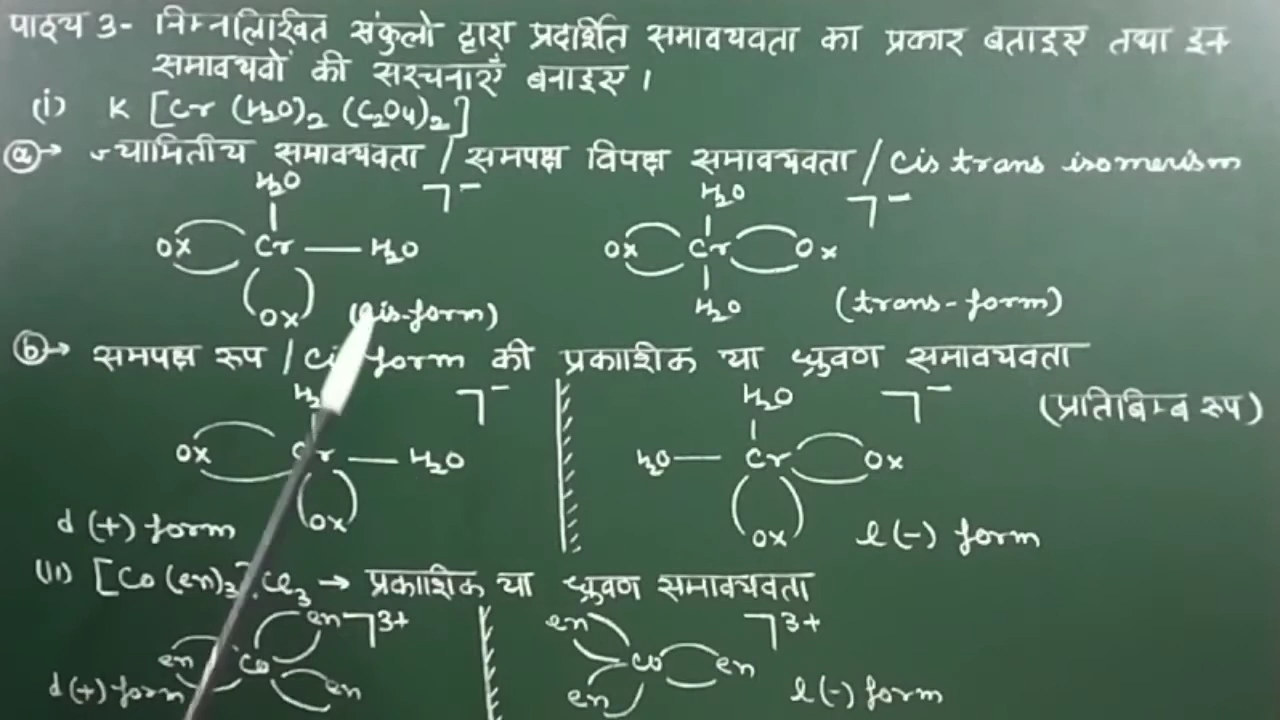 पाठ्य 3- निम्नलिखित संकुलो द्वारा प्रदर्शित समावयवता का प्रकार बताइए तथा इन
समावयवों की संरचनाएँ बनाइए।
(i) K [Cr (H₂O)₂ (C₂O₄)₂]
(a)→ ज्यामितीय समावयवता / समपक्ष विपक्ष समावयवता / cis trans isomerism
H₂O ⌝⁻ H₂O ⌝⁻
ox Cr — H₂O ox Cr Ox
ox (cis-form) H₂O (trans-form)
(b)→ समपक्ष रूप / form की प्रकाशिक या ध्रुवण समावयवता
⌝⁻ H₂O ⌝⁻ (प्रतिबिम्ब रूप)
ox Cr — H₂O H₂O — Cr Ox
d (+) form ox ox l (-) form
(ii) [Co (en)₃] Cl₃ → प्रकाशिक या ध्रुवण समावयवता
en ⌝³⁺ en ⌝³⁺
en Co Co en
d (+) form en en l (-) form